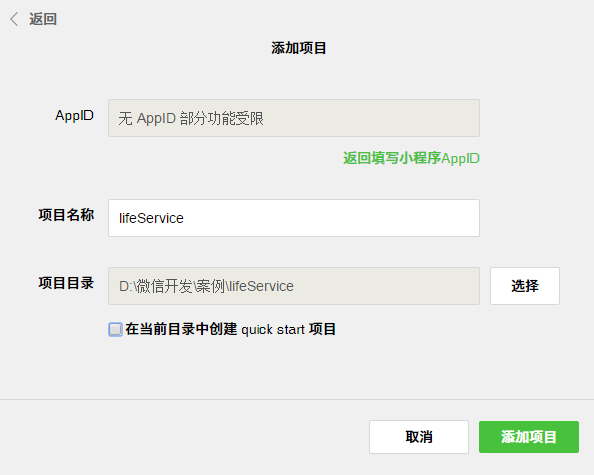 返回
添加项目
AppID
无 AppID 部分功能受限
返回填写小程序AppID
项目名称
lifeService
项目目录
D:\微信开发\案例\lifeService
选择
在当前目录中创建 quick start 项目
取消
添加项目